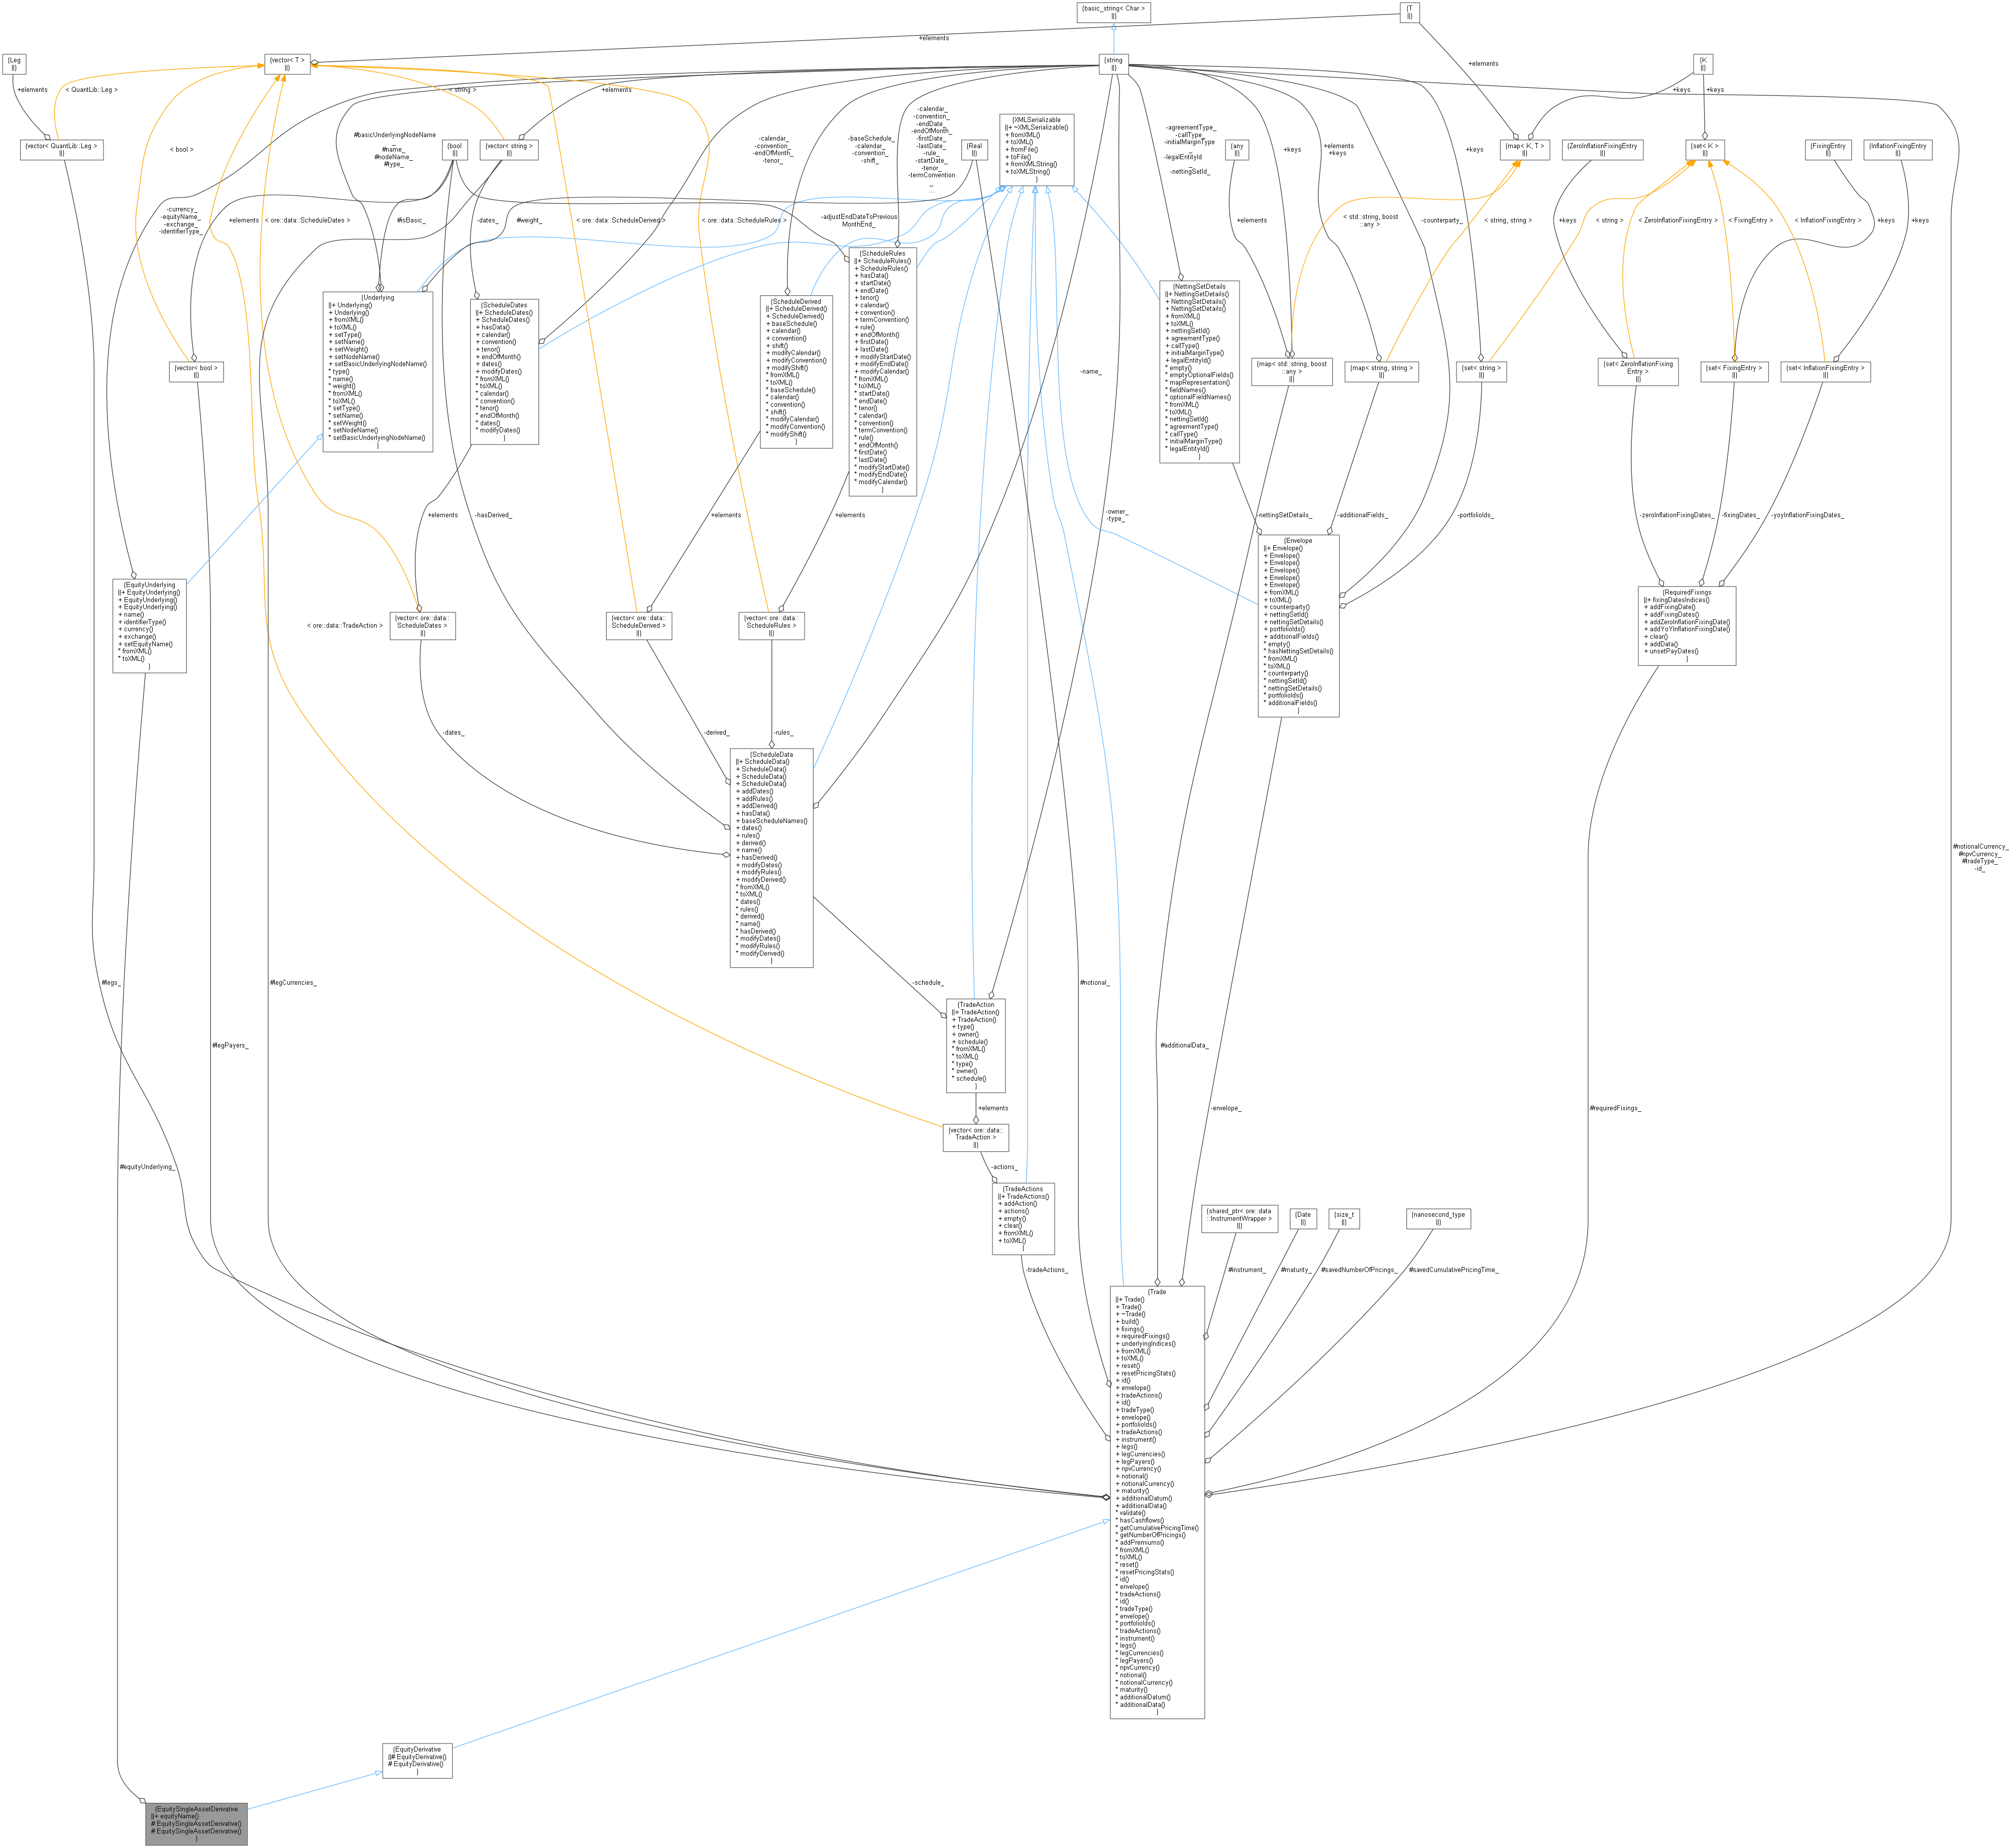 {basic_string< Char >
||}
{T
||}
+elements
{Leg
||}
{vector< T >
||}
{string
||}
{K
||}
+elements
< QuantLib::Leg >
< string >
+elements
+elements
+keys
+keys
{vector< QuantLib::Leg >
||}
< bool >
#basicUnderlyingNodeName
_
#name_
#nodeName_
#type_
{bool
||}
{vector< string >
||}
-calendar_
-convention_
-endOfMonth_
-tenor_
-baseSchedule_
-calendar_
-convention_
-shift_
-calendar_
-convention_
-endDate_
-endOfMonth_
-firstDate_
-lastDate_
-rule_
-startDate_
-tenor_
-termConvention
_
...
{Real
||}
{XMLSerializable
||+ ~XMLSerializable()
+ fromXML()
+ toXML()
+ fromFile()
+ toFile()
+ fromXMLString()
+ toXMLString()
}
-agreementType_
-callType_
-initialMarginType
_
-legalEntityId
_
-nettingSetId_
{any
||}
+keys
+elements
+keys
+keys
{map< K, T >
||}
{ZeroInflationFixingEntry
||}
{set< K >
||}
{FixingEntry
||}
{InflationFixingEntry
||}
-currency_
-equityName_
-exchange_
-identifierType_
+elements
< ore::data::ScheduleDates >
#isBasic_
-dates_
#weight_
< ore::data::ScheduleDerived >
< ore::data::ScheduleRules >
-adjustEndDateToPrevious
MonthEnd_
+elements
< std::string, boost
::any >
-counterparty_
< string, string >
+keys
< string >
< ZeroInflationFixingEntry >
< FixingEntry >
< InflationFixingEntry >
+keys
+keys
{Underlying
||+ Underlying()
+ Underlying()
+ fromXML()
+ toXML()
+ setType()
+ setName()
+ setWeight()
+ setNodeName()
+ setBasicUnderlyingNodeName()
* type()
* name()
* weight()
* fromXML()
* toXML()
* setType()
* setName()
* setWeight()
* setNodeName()
* setBasicUnderlyingNodeName()
}
{ScheduleDates
||+ ScheduleDates()
+ ScheduleDates()
+ hasData()
+ calendar()
+ convention()
+ tenor()
+ endOfMonth()
+ dates()
+ modifyDates()
* fromXML()
* toXML()
* calendar()
* convention()
* tenor()
* endOfMonth()
* dates()
* modifyDates()
}
{ScheduleDerived
||+ ScheduleDerived()
+ ScheduleDerived()
+ baseSchedule()
+ calendar()
+ convention()
+ shift()
+ modifyCalendar()
+ modifyConvention()
+ modifyShift()
* fromXML()
* toXML()
* baseSchedule()
* calendar()
* convention()
* shift()
* modifyCalendar()
* modifyConvention()
* modifyShift()
}
{ScheduleRules
||+ ScheduleRules()
+ ScheduleRules()
+ hasData()
+ startDate()
+ endDate()
+ tenor()
+ calendar()
+ convention()
+ termConvention()
+ rule()
+ endOfMonth()
+ firstDate()
+ lastDate()
+ modifyStartDate()
+ modifyEndDate()
+ modifyCalendar()
* fromXML()
* toXML()
* startDate()
* endDate()
* tenor()
* calendar()
* convention()
* termConvention()
* rule()
* endOfMonth()
* firstDate()
* lastDate()
* modifyStartDate()
* modifyEndDate()
* modifyCalendar()
}
{NettingSetDetails
||+ NettingSetDetails()
+ NettingSetDetails()
+ NettingSetDetails()
+ fromXML()
+ toXML()
+ nettingSetId()
+ agreementType()
+ callType()
+ initialMarginType()
+ legalEntityId()
* empty()
* emptyOptionalFields()
* mapRepresentation()
* fieldNames()
* optionalFieldNames()
* fromXML()
* toXML()
* nettingSetId()
* agreementType()
* callType()
* initialMarginType()
* legalEntityId()
}
{vector< bool >
||}
-name_
{map< std::string, boost
::any >
||}
{map< string, string >
||}
{set< string >
||}
{set< ZeroInflationFixing
Entry >
||}
{set< FixingEntry >
||}
{set< InflationFixingEntry >
||}
+elements
-hasDerived_
+elements
+elements
-owner_
-type_
-nettingSetDetails_
-additionalFields_
-portfolioIds_
-zeroInflationFixingDates_
-fixingDates_
-yoyInflationFixingDates_
{EquityUnderlying
||+ EquityUnderlying()
+ EquityUnderlying()
+ EquityUnderlying()
+ name()
+ identifierType()
+ currency()
+ exchange()
+ setEquityName()
* fromXML()
* toXML()
}
{Envelope
||+ Envelope()
+ Envelope()
+ Envelope()
+ Envelope()
+ Envelope()
+ Envelope()
+ fromXML()
+ toXML()
+ counterparty()
+ nettingSetId()
+ nettingSetDetails()
+ portfolioIds()
+ additionalFields()
* empty()
* hasNettingSetDetails()
* fromXML()
* toXML()
* counterparty()
* nettingSetId()
* nettingSetDetails()
* portfolioIds()
* additionalFields()
}
{RequiredFixings
||+ fixingDatesIndices()
+ addFixingDate()
+ addFixingDates()
+ addZeroInflationFixingDate()
+ addYoYInflationFixingDate()
+ clear()
+ addData()
+ unsetPayDates()
}
< ore::data::TradeAction >
{vector< ore::data::
ScheduleDates >
||}
{vector< ore::data::
ScheduleDerived >
||}
{vector< ore::data::
ScheduleRules >
||}
-dates_
-derived_
-rules_
{ScheduleData
||+ ScheduleData()
+ ScheduleData()
+ ScheduleData()
+ ScheduleData()
+ addDates()
+ addRules()
+ addDerived()
+ hasData()
+ baseScheduleNames()
+ dates()
+ rules()
+ derived()
+ name()
+ hasDerived()
+ modifyDates()
+ modifyRules()
+ modifyDerived()
* fromXML()
* toXML()
* dates()
* rules()
* derived()
* name()
* hasDerived()
* modifyDates()
* modifyRules()
* modifyDerived()
}
#notionalCurrency_
#npvCurrency_
#tradeType_
-id_
#legs_
#legCurrencies_
-schedule_
#notional_
{TradeAction
||+ TradeAction()
+ TradeAction()
+ type()
+ owner()
+ schedule()
* fromXML()
* toXML()
* type()
* owner()
* schedule()
}
#legPayers_
#additionalData_
+elements
-envelope_
#requiredFixings_
{vector< ore::data::
TradeAction >
||}
#equityUnderlying_
-actions_
{TradeActions
||+ TradeActions()
+ addAction()
+ actions()
+ empty()
+ clear()
+ fromXML()
+ toXML()
}
{shared_ptr< ore::data
::InstrumentWrapper >
||}
{Date
||}
{size_t
||}
{nanosecond_type
||}
-tradeActions_
#instrument_
#maturity_
#savedNumberOfPricings_
#savedCumulativePricingTime_
{Trade
||+ Trade()
+ Trade()
+ ~Trade()
+ build()
+ fixings()
+ requiredFixings()
+ underlyingIndices()
+ fromXML()
+ toXML()
+ reset()
+ resetPricingStats()
+ id()
+ envelope()
+ tradeActions()
+ id()
+ tradeType()
+ envelope()
+ portfolioIds()
+ tradeActions()
+ instrument()
+ legs()
+ legCurrencies()
+ legPayers()
+ npvCurrency()
+ notional()
+ notionalCurrency()
+ maturity()
+ additionalDatum()
+ additionalData()
* validate()
* hasCashflows()
* getCumulativePricingTime()
* getNumberOfPricings()
* addPremiums()
* fromXML()
* toXML()
* reset()
* resetPricingStats()
* id()
* envelope()
* tradeActions()
* id()
* tradeType()
* envelope()
* portfolioIds()
* tradeActions()
* instrument()
* legs()
* legCurrencies()
* legPayers()
* npvCurrency()
* notional()
* notionalCurrency()
* maturity()
* additionalDatum()
* additionalData()
}
{EquityDerivative
||# EquityDerivative()
# EquityDerivative()
}
{EquitySingleAssetDerivative
||+ equityName()
# EquitySingleAssetDerivative()
# EquitySingleAssetDerivative()
}